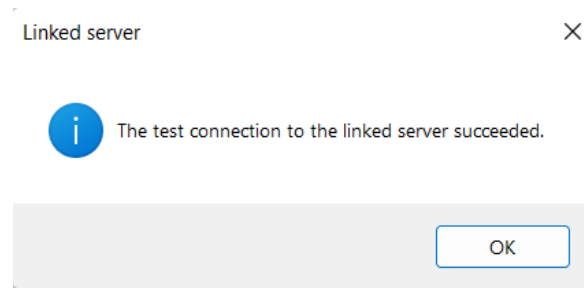 Linked server
The test connection to the linked server succeeded.
OK